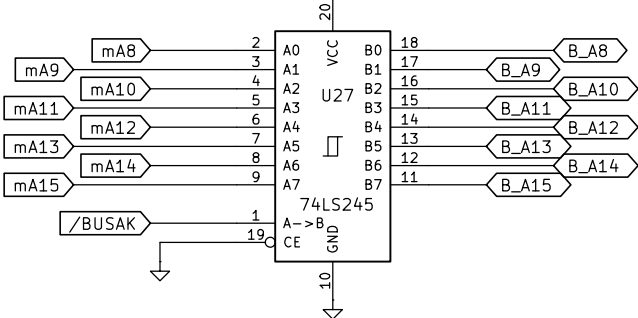 20
mA8 2 A0 VCC B0 18 B_A8
mA9 3 A1 B1 17 B_A9
mA10 4 A2 U27 B2 16 B_A10
mA11 5 A3 B3 15 B_A11
mA12 6 A4 B4 14 B_A12
mA13 7 A5 B5 13 B_A13
mA14 8 A6 B6 12 B_A14
mA15 9 A7 B7 11 B_A15
74LS245
/BUSAK 1 A->B
19 CE GND
10